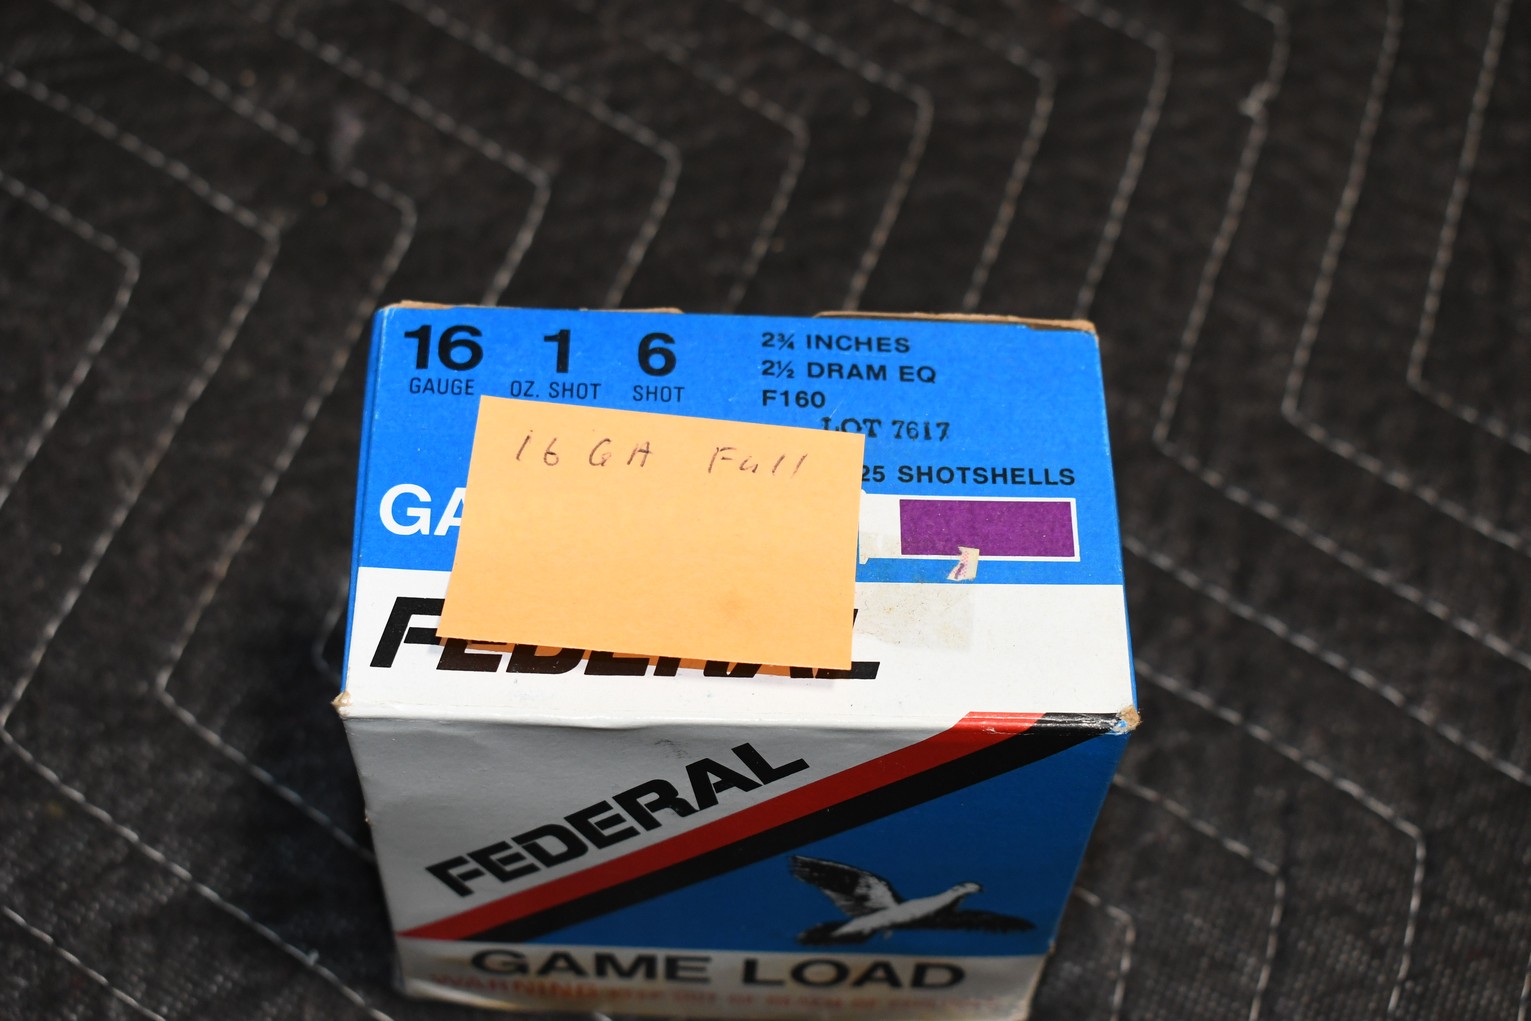 16 1 6
GAUGE OZ. SHOT SHOT
2¾ INCHES
2½ DRAM EQ
F160
LOT 7617
25 SHOTSHELLS
16 GA Full
GA
FEDERAL
FEDERAL
GAME LOAD
WARNING